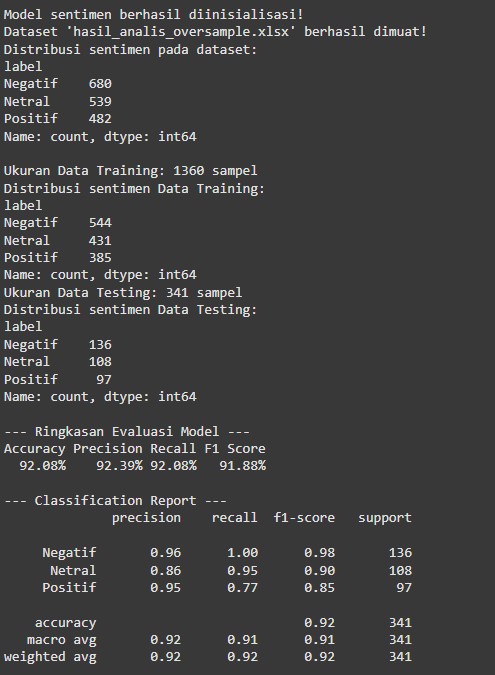 Model sentimen berhasil diinisialisasi!
Dataset 'hasil_analis_oversample.xlsx' berhasil dimuat!
Distribusi sentimen pada dataset:
label
Negatif    680
Netral     539
Positif    482
Name: count, dtype: int64

Ukuran Data Training: 1360 sampel
Distribusi sentimen Data Training:
label
Negatif    544
Netral     431
Positif    385
Name: count, dtype: int64
Ukuran Data Testing: 341 sampel
Distribusi sentimen Data Testing:
label
Negatif    136
Netral     108
Positif     97
Name: count, dtype: int64

--- Ringkasan Evaluasi Model ---
Accuracy Precision Recall F1 Score
  92.08%    92.39% 92.08%   91.88%

--- Classification Report ---
              precision    recall  f1-score   support

     Negatif       0.96      1.00      0.98       136
      Netral       0.86      0.95      0.90       108
     Positif       0.95      0.77      0.85        97

    accuracy                           0.92       341
   macro avg       0.92      0.91      0.91       341
weighted avg       0.92      0.92      0.92       341